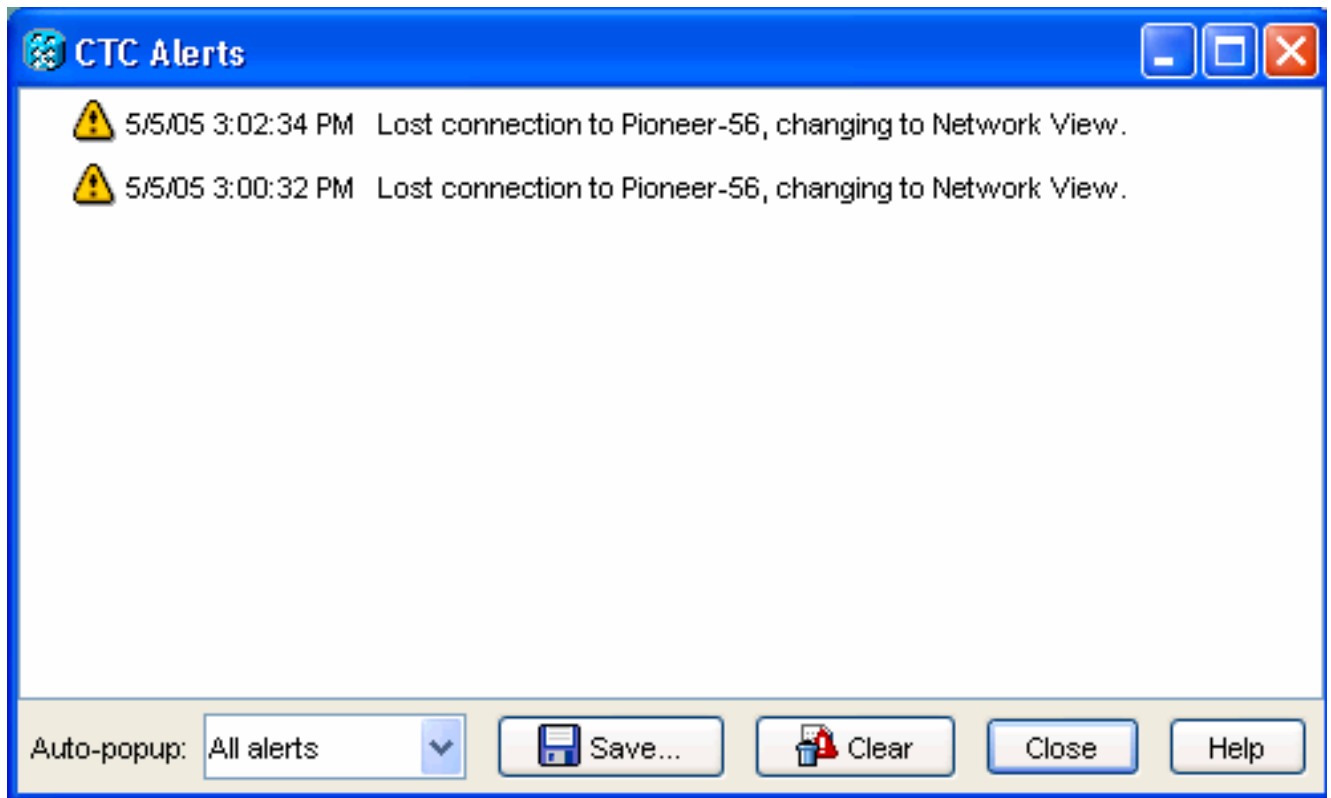 CTC Alerts
5/5/05 3:02:34 PM Lost connection to Pioneer-56, changing to Network View.
5/5/05 3:00:32 PM Lost connection to Pioneer-56, changing to Network View.
Auto-popup: All alerts Save... Clear Close Help